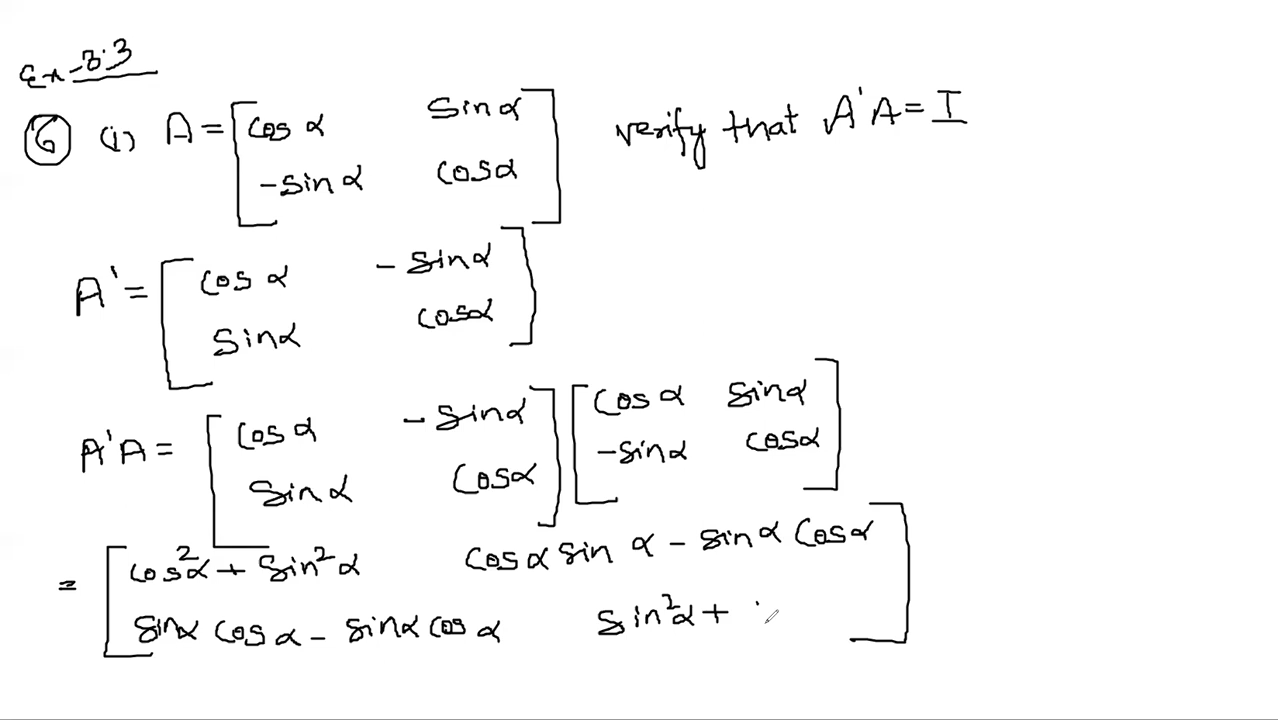 Ex-3.3
6 (i) A = [cos α sin α verify that A'A = I
-sin α cos α]
A' = [cos α - sin α
sin α cos α]
A'A = [cos α - sin α] [cos α sin α
sin α cos α] -sin α cos α]
= [cos²α + sin²α cos α sin α - sin α cos α
sin α cos α - sin α cos α sin²α +]